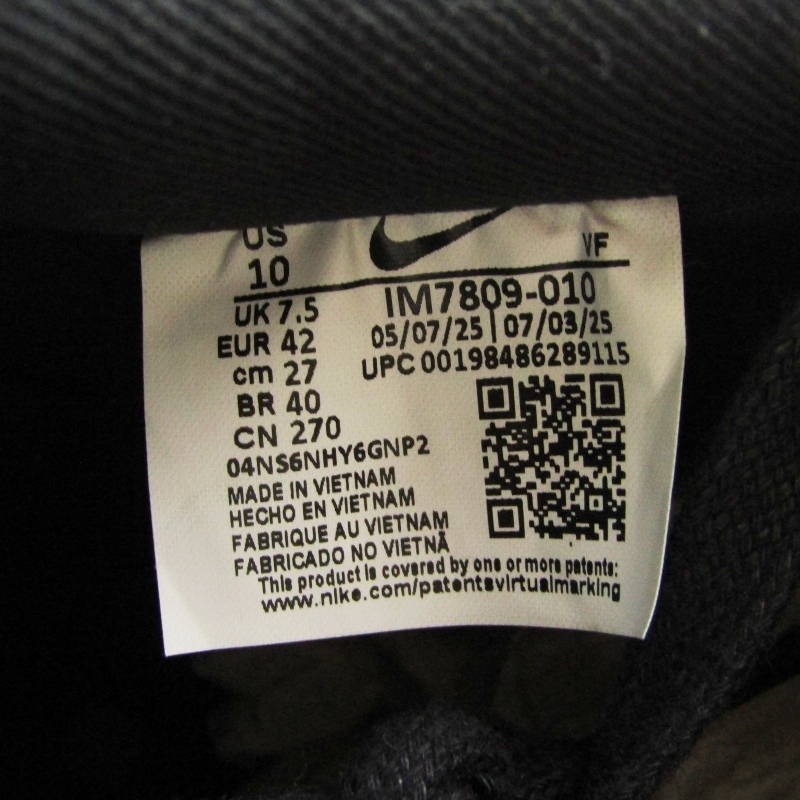 US
10
VF
UK 7.5
EUR 42
cm 27
BR 40
CN 270
IM7809-010
05/07/25 | 07/03/25
UPC 00198486289115
04NS6NHY6GNP2
MADE IN VIETNAM
HECHO EN VIETNAM
FABRIQUE AU VIETNAM
FABRICADO NO VIETNÃ
This product is covered by one or more patents:
www.nike.com/patentsvirtualmarking